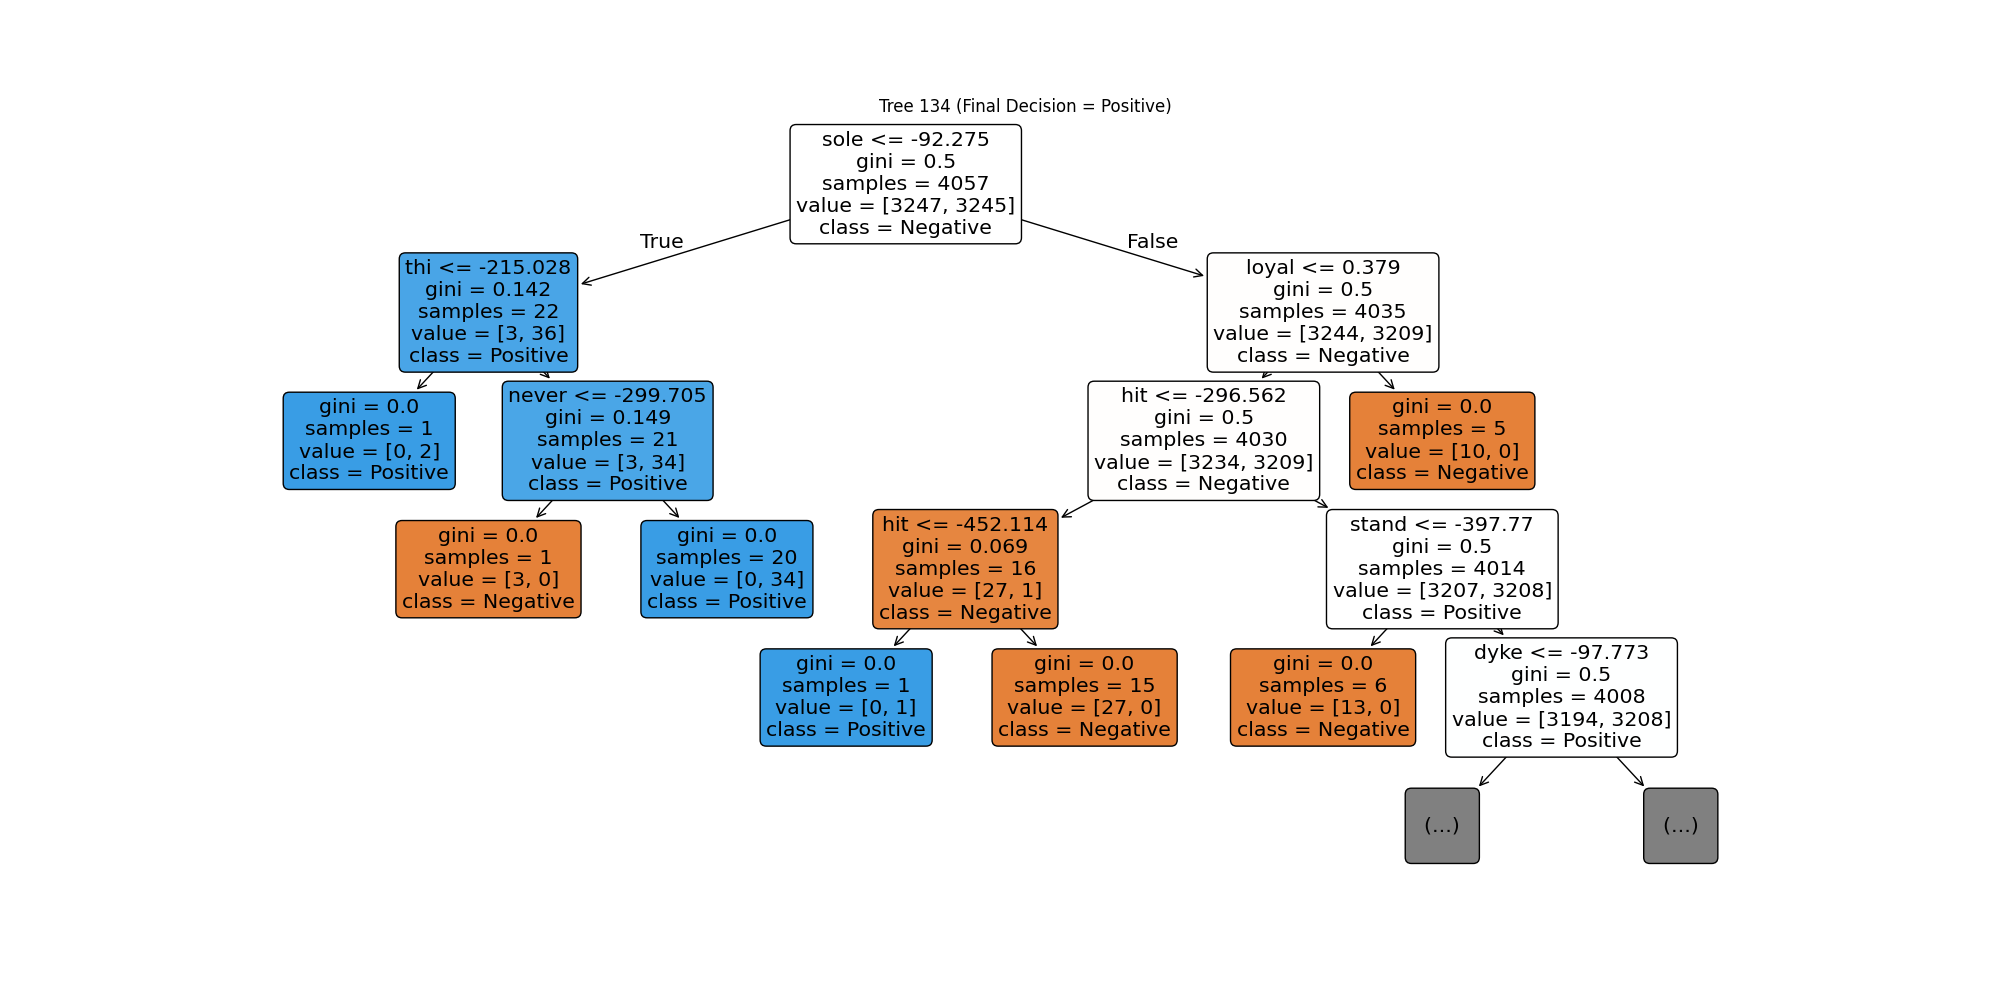 Tree 134 (Final Decision = Positive)
sole <= -92.275
gini = 0.5
samples = 4057
value = [3247, 3245]
class = Negative
True
False
thi <= -215.028
gini = 0.142
samples = 22
value = [3, 36]
class = Positive
loyal <= 0.379
gini = 0.5
samples = 4035
value = [3244, 3209]
class = Negative
gini = 0.0
samples = 1
value = [0, 2]
class = Positive
never <= -299.705
gini = 0.149
samples = 21
value = [3, 34]
class = Positive
hit <= -296.562
gini = 0.5
samples = 4030
value = [3234, 3209]
class = Negative
gini = 0.0
samples = 5
value = [10, 0]
class = Negative
gini = 0.0
samples = 1
value = [3, 0]
class = Negative
gini = 0.0
samples = 20
value = [0, 34]
class = Positive
hit <= -452.114
gini = 0.069
samples = 16
value = [27, 1]
class = Negative
stand <= -397.77
gini = 0.5
samples = 4014
value = [3207, 3208]
class = Positive
gini = 0.0
samples = 1
value = [0, 1]
class = Positive
gini = 0.0
samples = 15
value = [27, 0]
class = Negative
gini = 0.0
samples = 6
value = [13, 0]
class = Negative
dyke <= -97.773
gini = 0.5
samples = 4008
value = [3194, 3208]
class = Positive
(...)
(...)